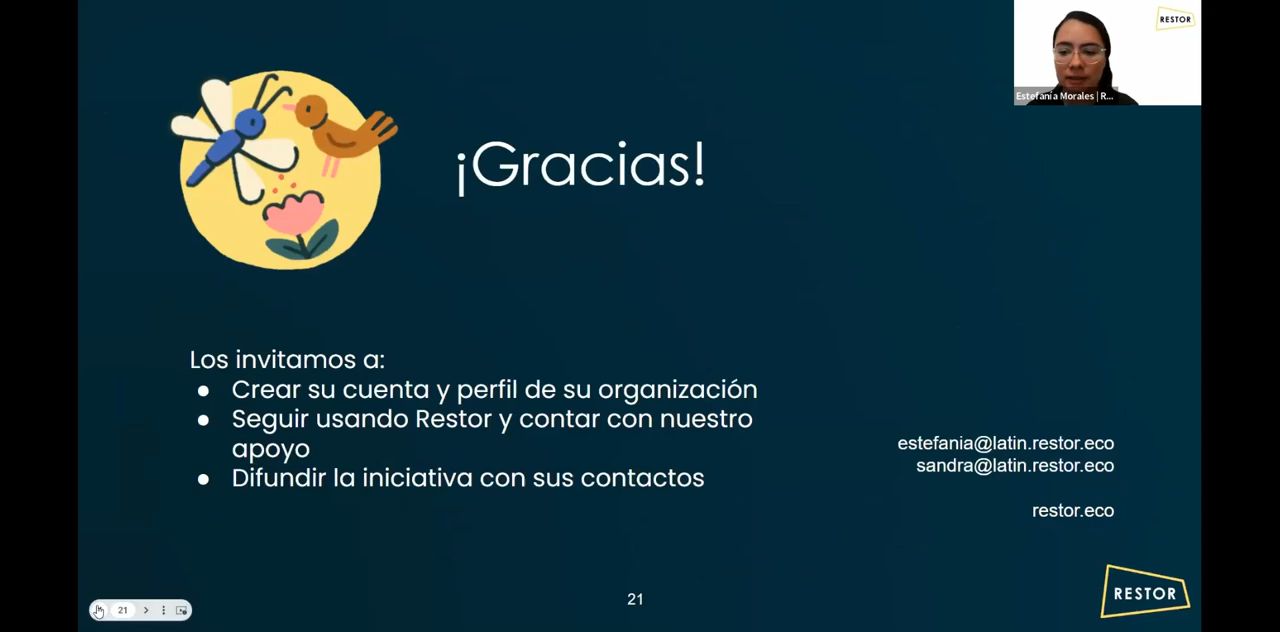 RESTOR
Estefanía Morales | R...
¡Gracias!
Los invitamos a:
● Crear su cuenta y perfil de su organización
● Seguir usando Restor y contar con nuestro
apoyo
● Difundir la iniciativa con sus contactos
estefania@latin.restor.eco
sandra@latin.restor.eco
restor.eco
RESTOR
21
21